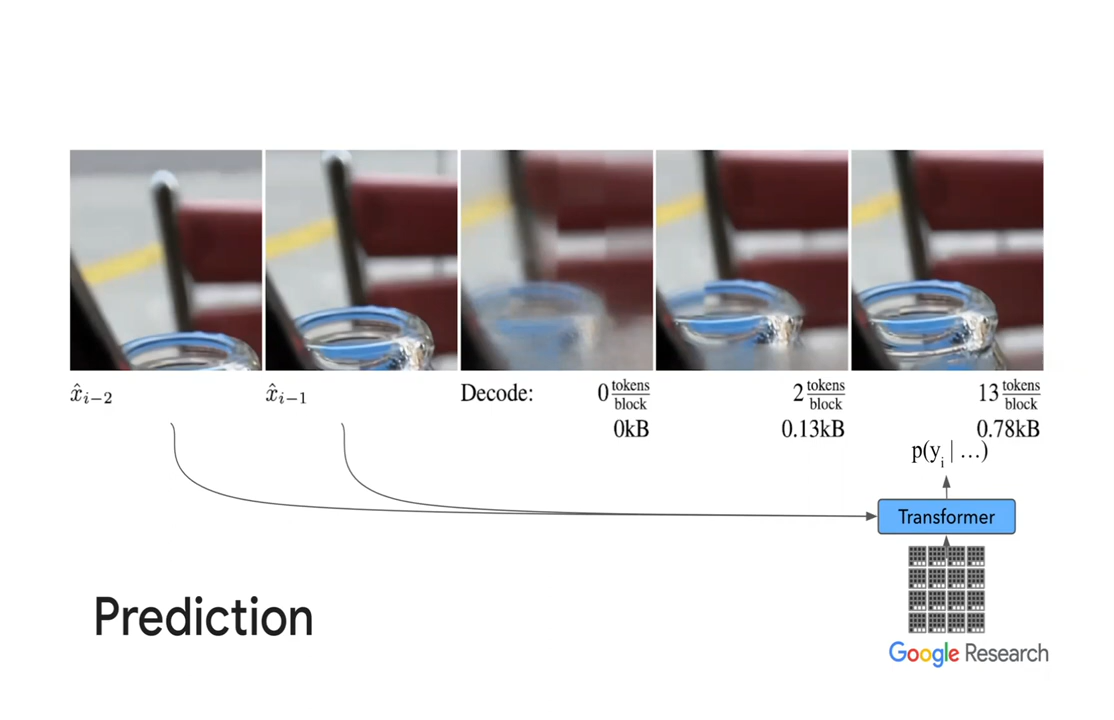 x̂ᵢ₋₂
x̂ᵢ₋₁
Decode:
0 tokens/block
0kB
2 tokens/block
0.13kB
13 tokens/block
0.78kB
p(yᵢ | …)
Transformer
Prediction
Google Research